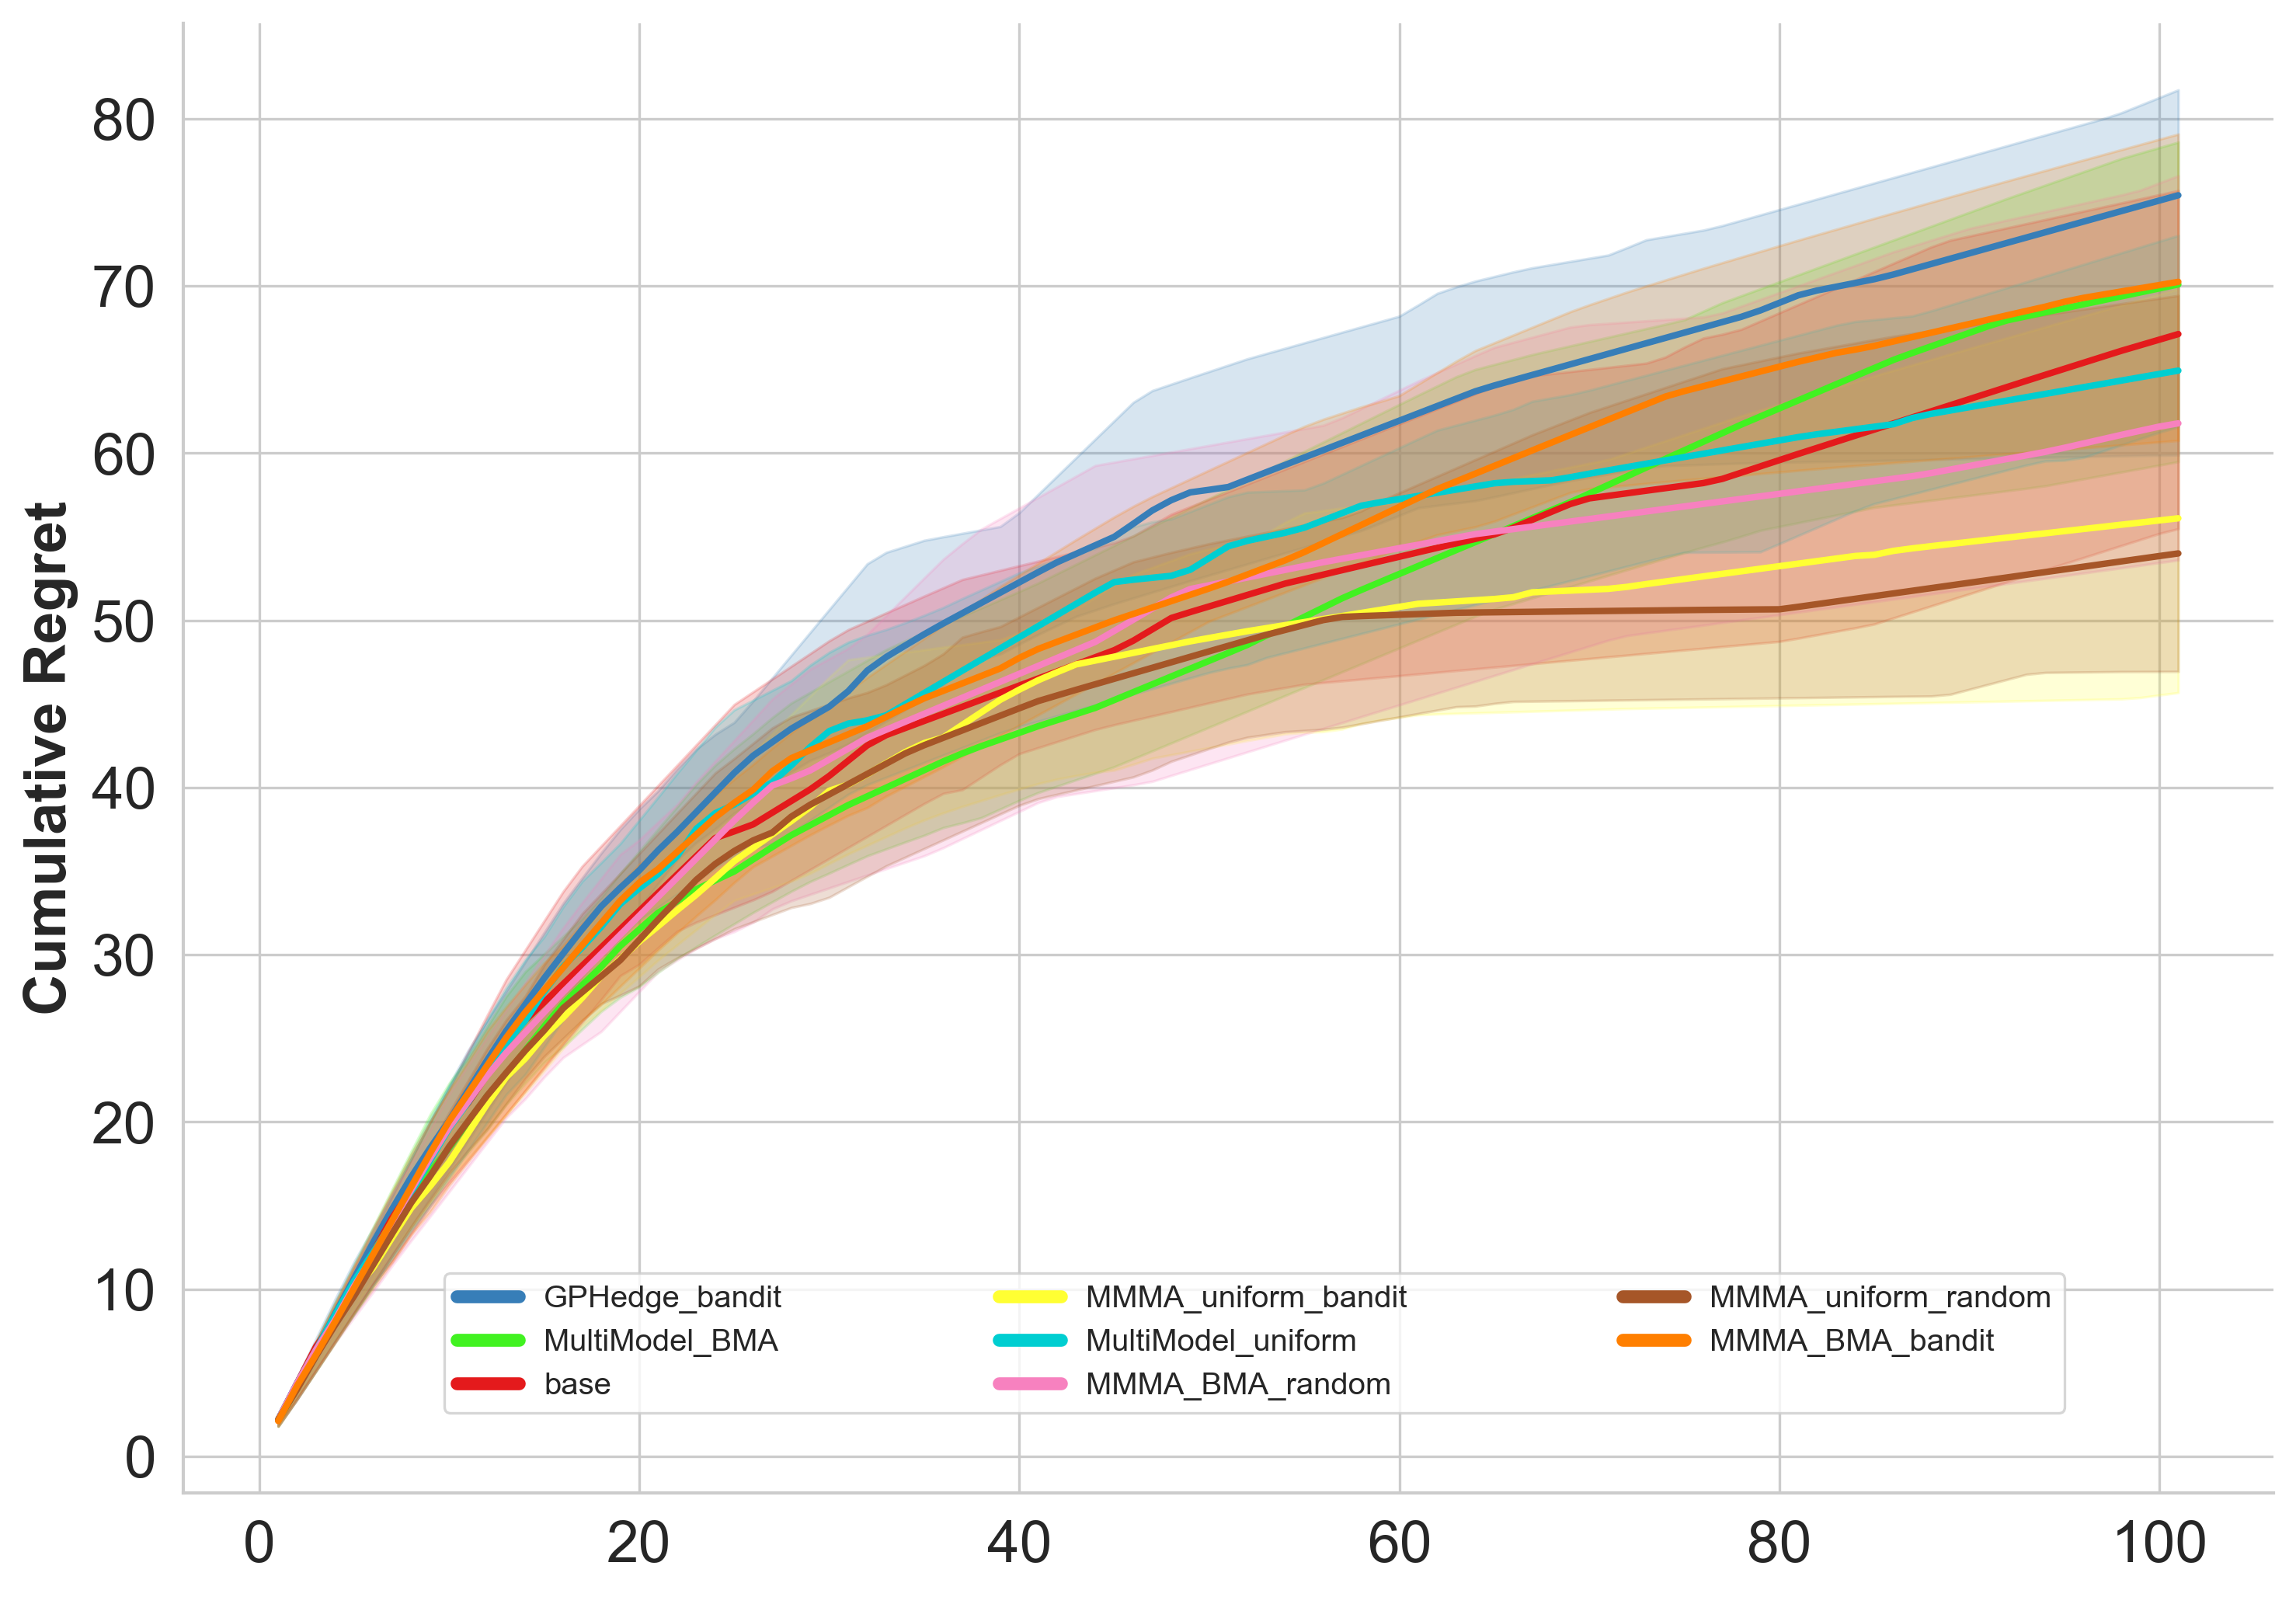 Cumulative Regret
80
70
60
50
40
30
20
10
0
GPHedge_bandit
MultiModel_BMA
base
MMMA_uniform_bandit
MultiModel_uniform
MMMA_BMA_random
MMMA_uniform_random
MMMA_BMA_bandit
0 20 40 60 80 100